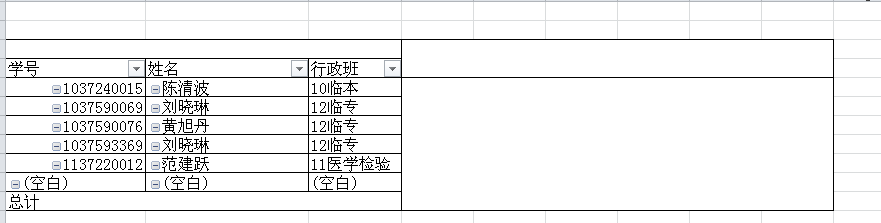 学号 姓名 行政班
1037240015 陈清波 10临本
1037590069 刘晓琳 12临专
1037590076 黄旭丹 12临专
1037593369 刘晓琳 12临专
1137220012 范建跃 11医学检验
(空白) (空白) (空白)
总计